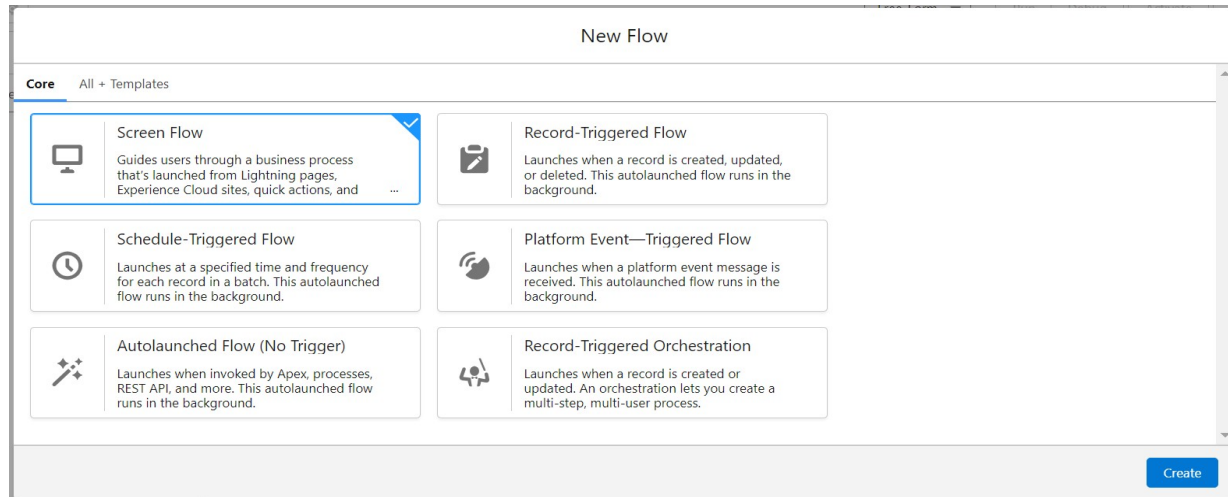 New Flow
Core All + Templates
Screen Flow
Guides users through a business process
that's launched from Lightning pages,
Experience Cloud sites, quick actions, and ...
Record-Triggered Flow
Launches when a record is created, updated,
or deleted. This autolaunched flow runs in the
background.
Schedule-Triggered Flow
Launches at a specified time and frequency
for each record in a batch. This autolaunched
flow runs in the background.
Platform Event—Triggered Flow
Launches when a platform event message is
received. This autolaunched flow runs in the
background.
Autolaunched Flow (No Trigger)
Launches when invoked by Apex, processes,
REST API, and more. This autolaunched flow
runs in the background.
Record-Triggered Orchestration
Launches when a record is created or
updated. An orchestration lets you create a
multi-step, multi-user process.
Create